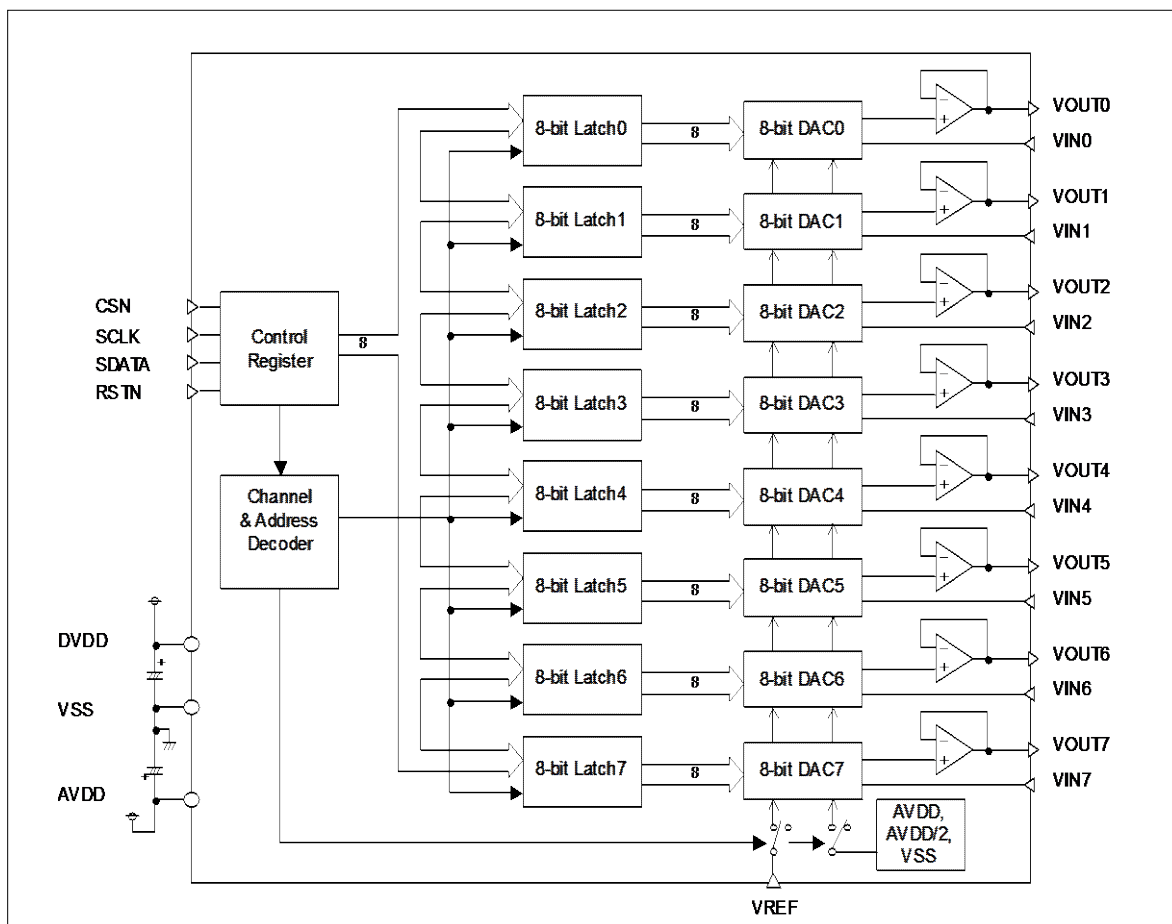 8-bit Latch0
8
8-bit DAC0
−
+
VOUT0
VIN0
8-bit Latch1
8
8-bit DAC1
−
+
VOUT1
VIN1
8-bit Latch2
8
8-bit DAC2
−
+
VOUT2
VIN2
CSN
SCLK
SDATA
RSTN
Control
Register
8
8-bit Latch3
8
8-bit DAC3
−
+
VOUT3
VIN3
Channel
& Address
Decoder
8-bit Latch4
8
8-bit DAC4
−
+
VOUT4
VIN4
8-bit Latch5
8
8-bit DAC5
−
+
VOUT5
VIN5
DVDD
+
VSS
+
AVDD
8-bit Latch6
8
8-bit DAC6
−
+
VOUT6
VIN6
8-bit Latch7
8
8-bit DAC7
−
+
VOUT7
VIN7
AVDD,
AVDD/2,
VSS
VREF